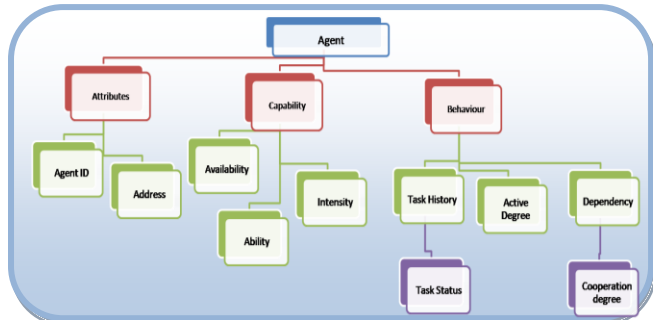 Agent
Attributes
Capability
Behaviour
Agent ID
Address
Availability
Ability
Intensity
Task History
Active
Degree
Dependency
Task Status
Cooperation
degree